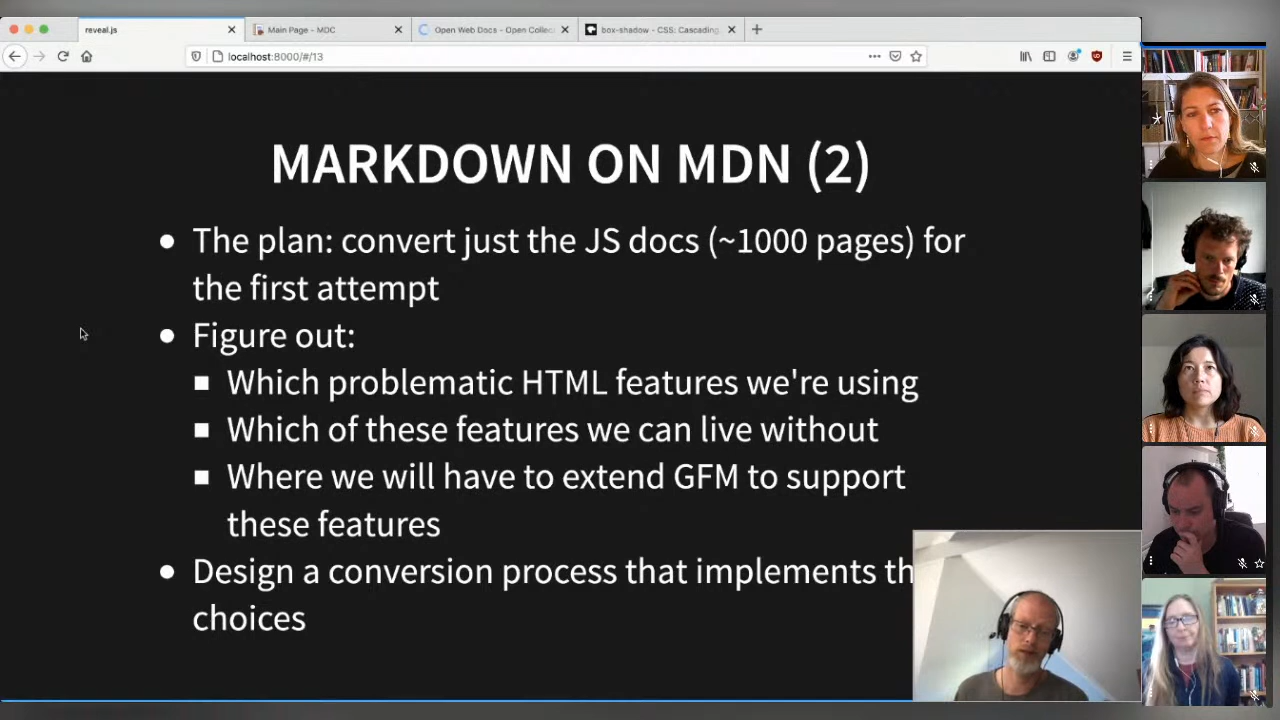 reveal.js
Main Page - MDC
Open Web Docs - Open Collec
box-shadow - CSS: Cascading
localhost:8000/#/13
MARKDOWN ON MDN (2)
The plan: convert just the JS docs (~1000 pages) for
the first attempt
Figure out:
Which problematic HTML features we're using
Which of these features we can live without
Where we will have to extend GFM to support
these features
Design a conversion process that implements th
choices